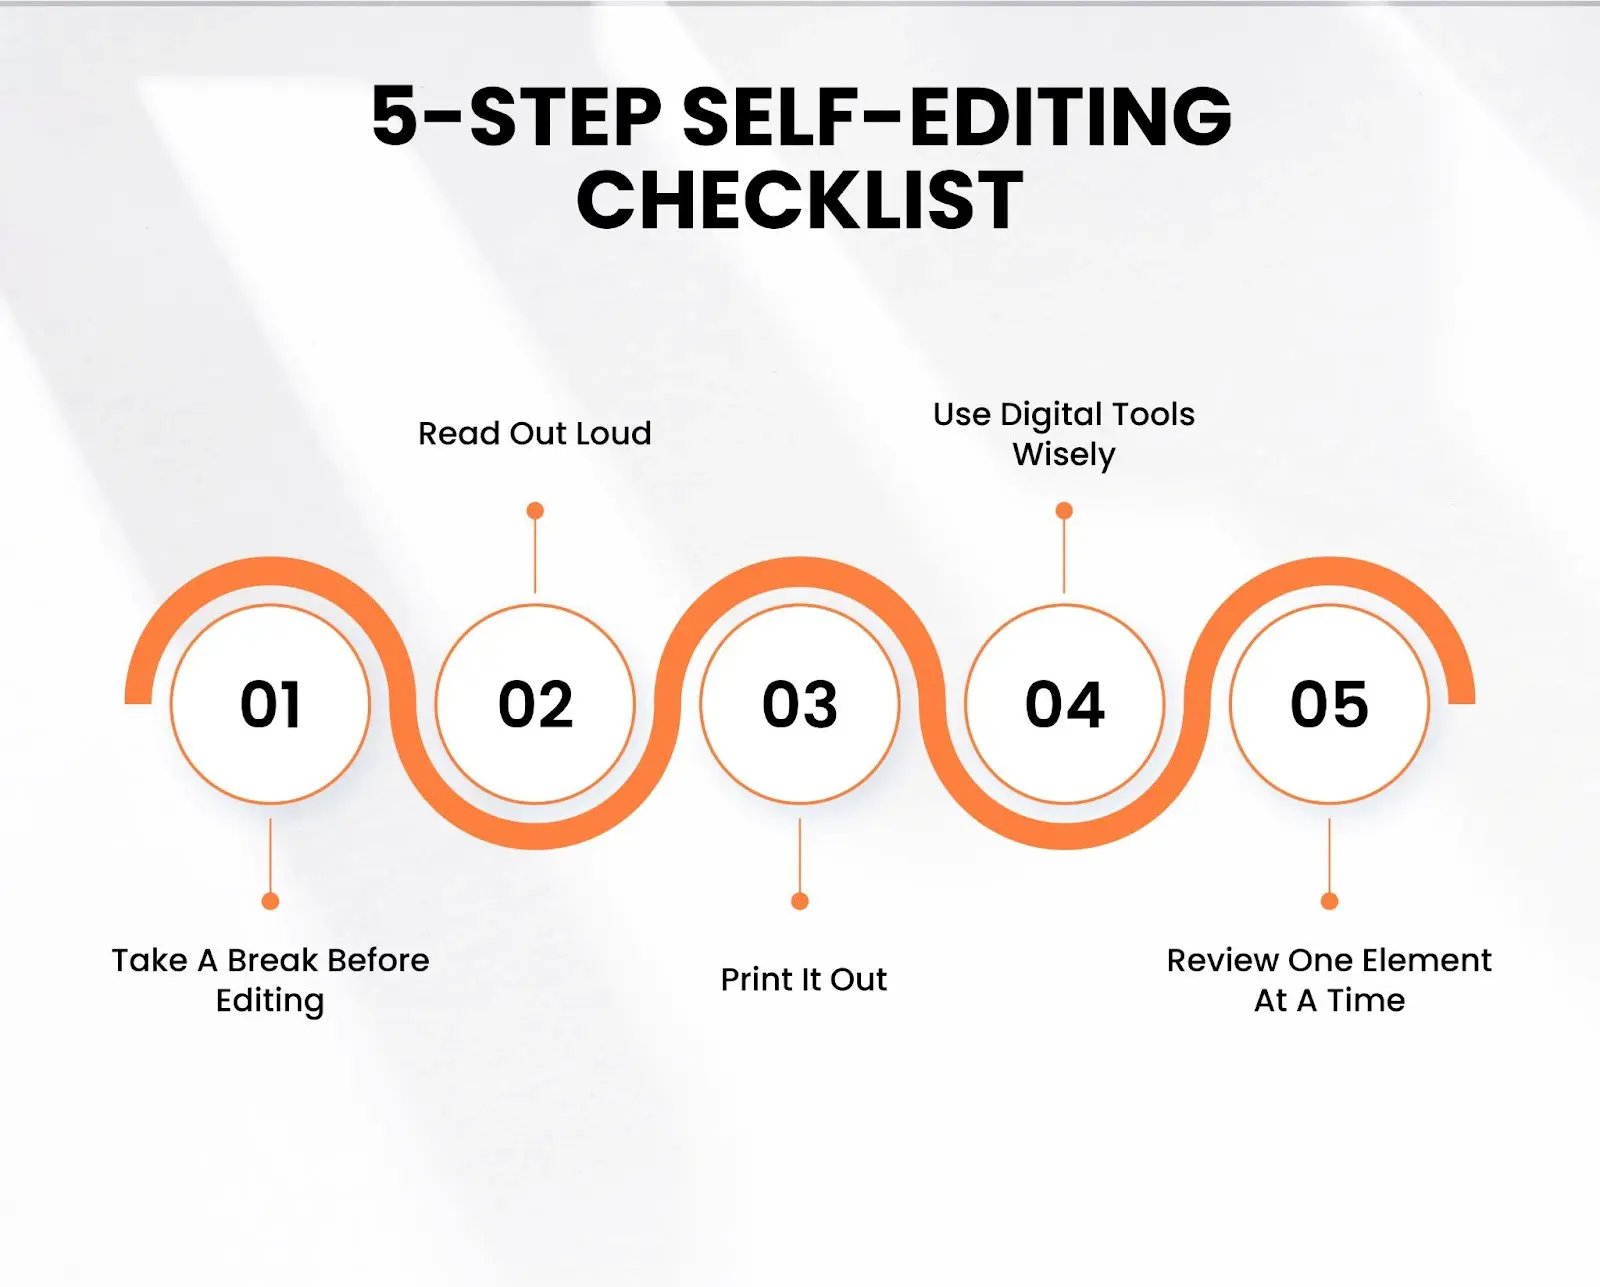 5-STEP SELF-EDITING
CHECKLIST
01
Take A Break Before
Editing
02
Read Out Loud
03
Print It Out
04
Use Digital Tools
Wisely
05
Review One Element
At A Time